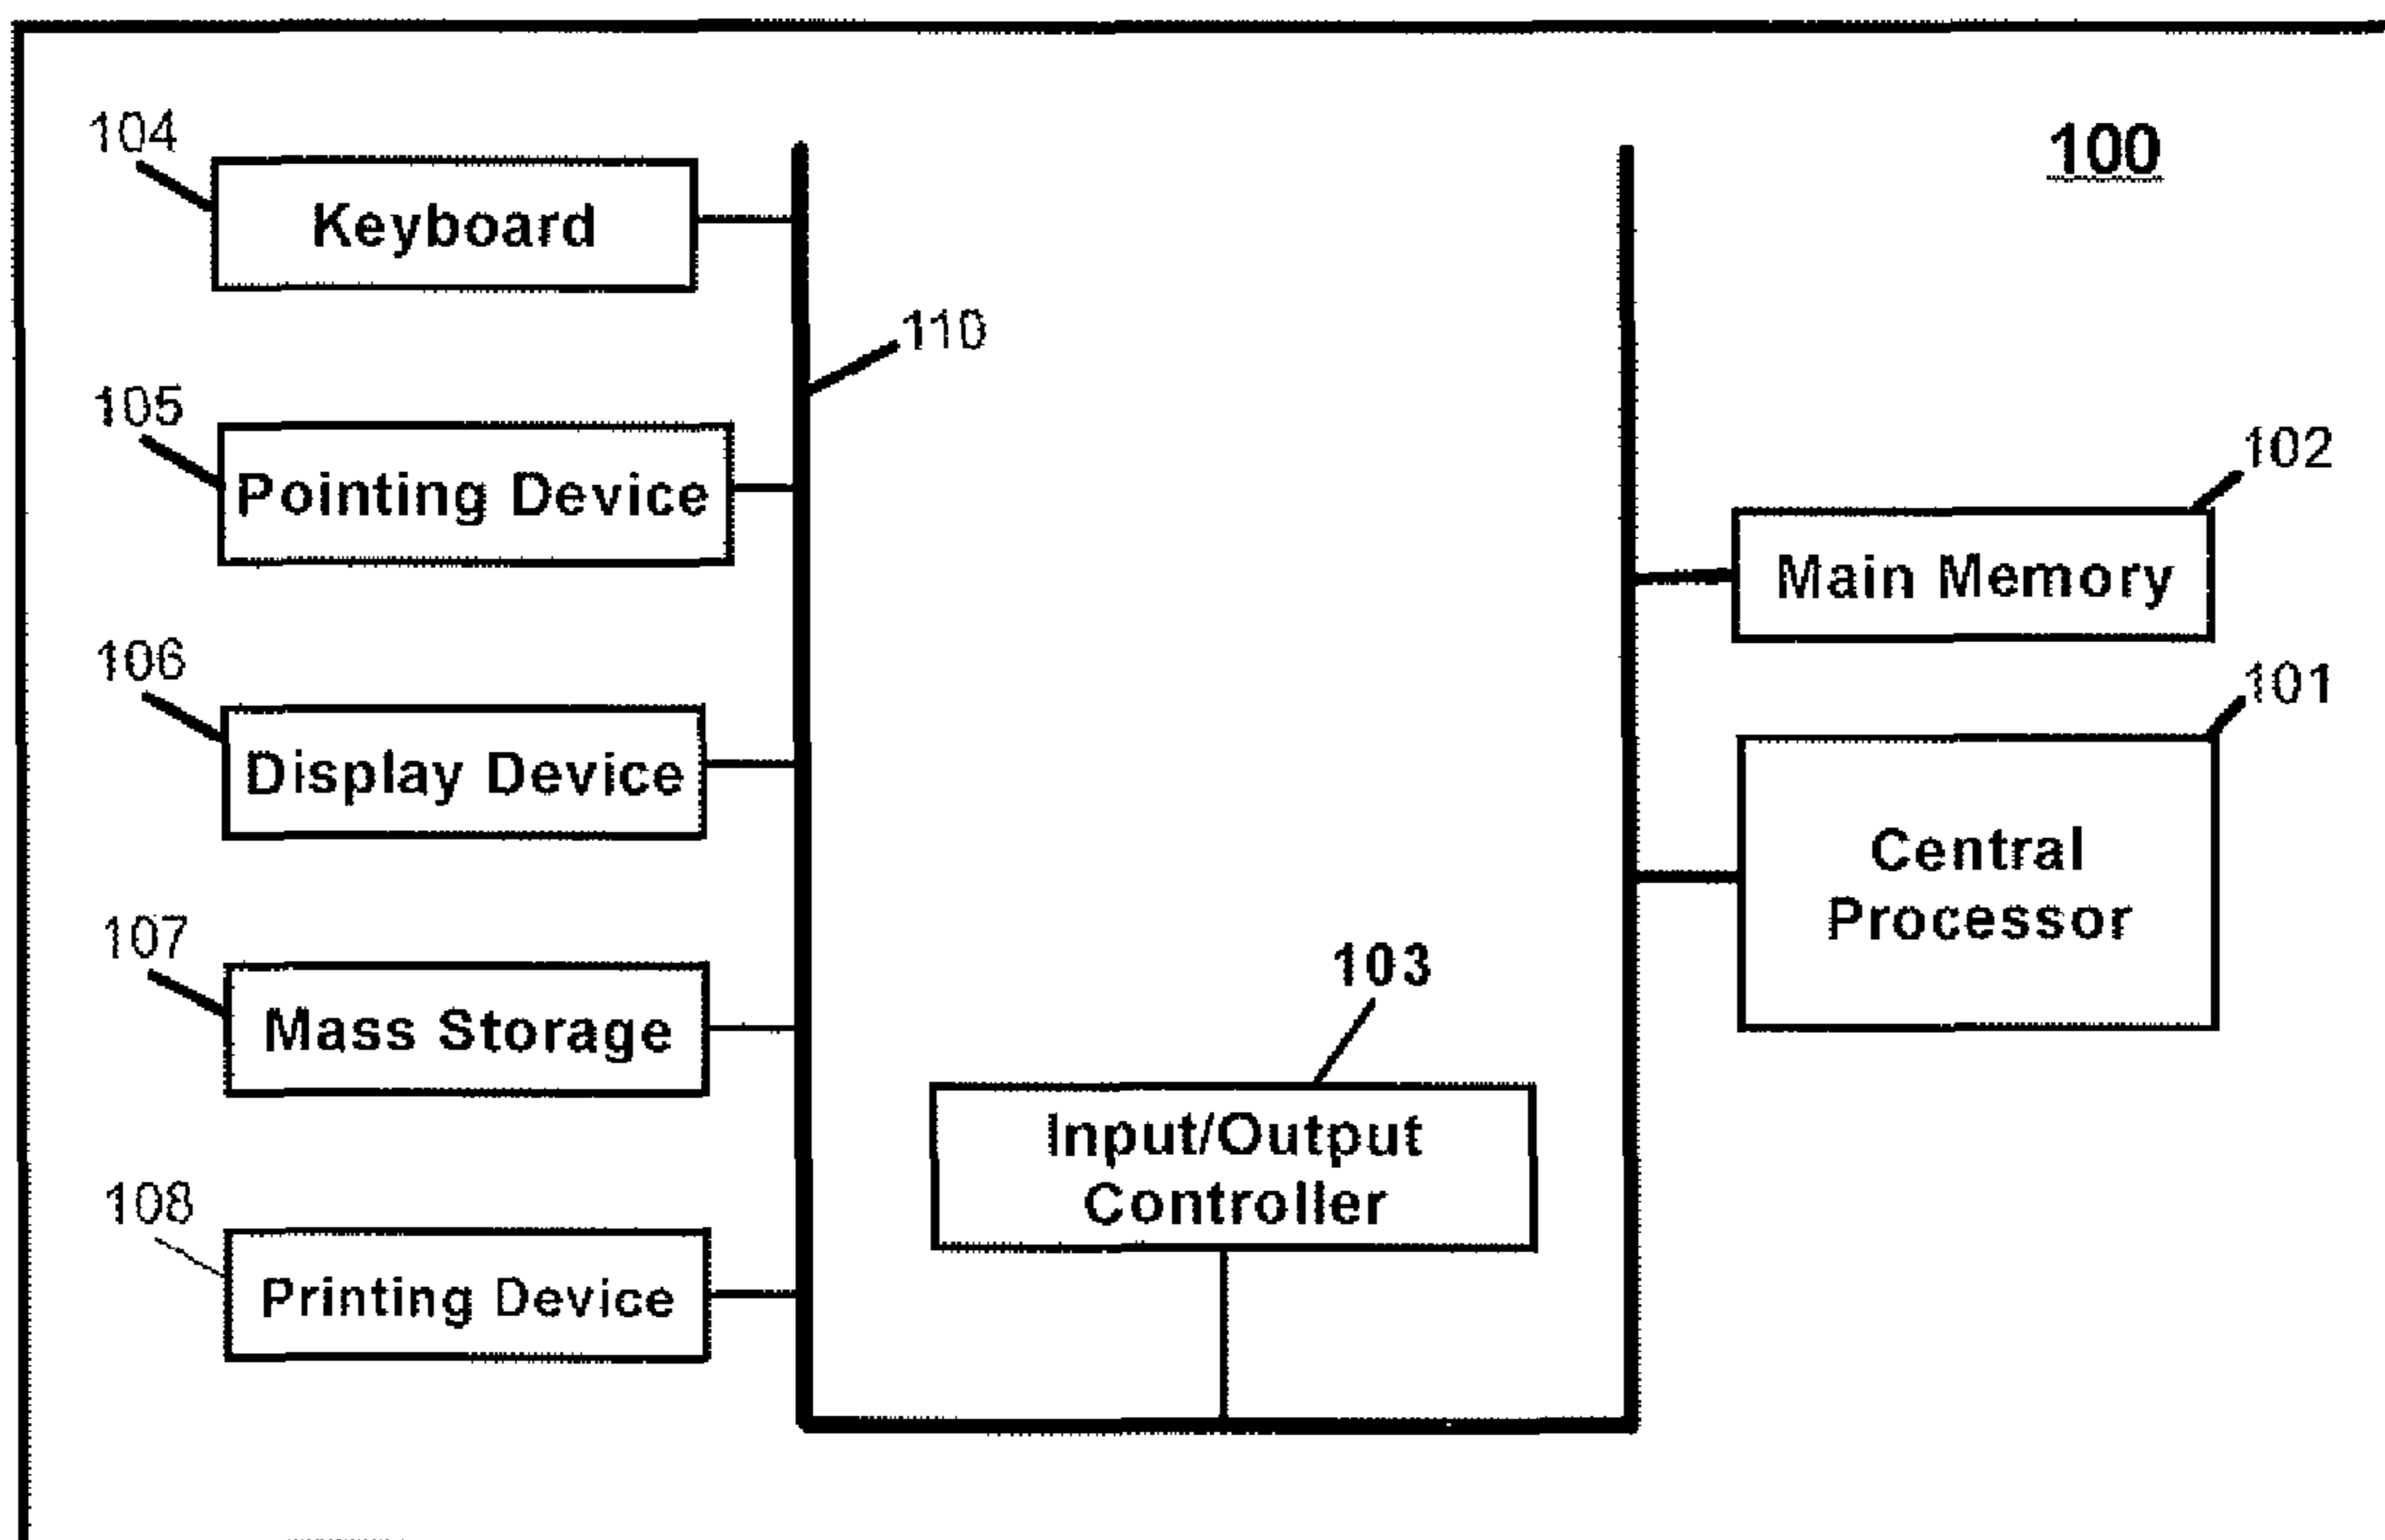 100
104
Keyboard
110
105
Pointing Device
102
Main Memory
106
Display Device
101
Central
Processor
107
Mass Storage
103
Input/Output
Controller
108
Printing Device